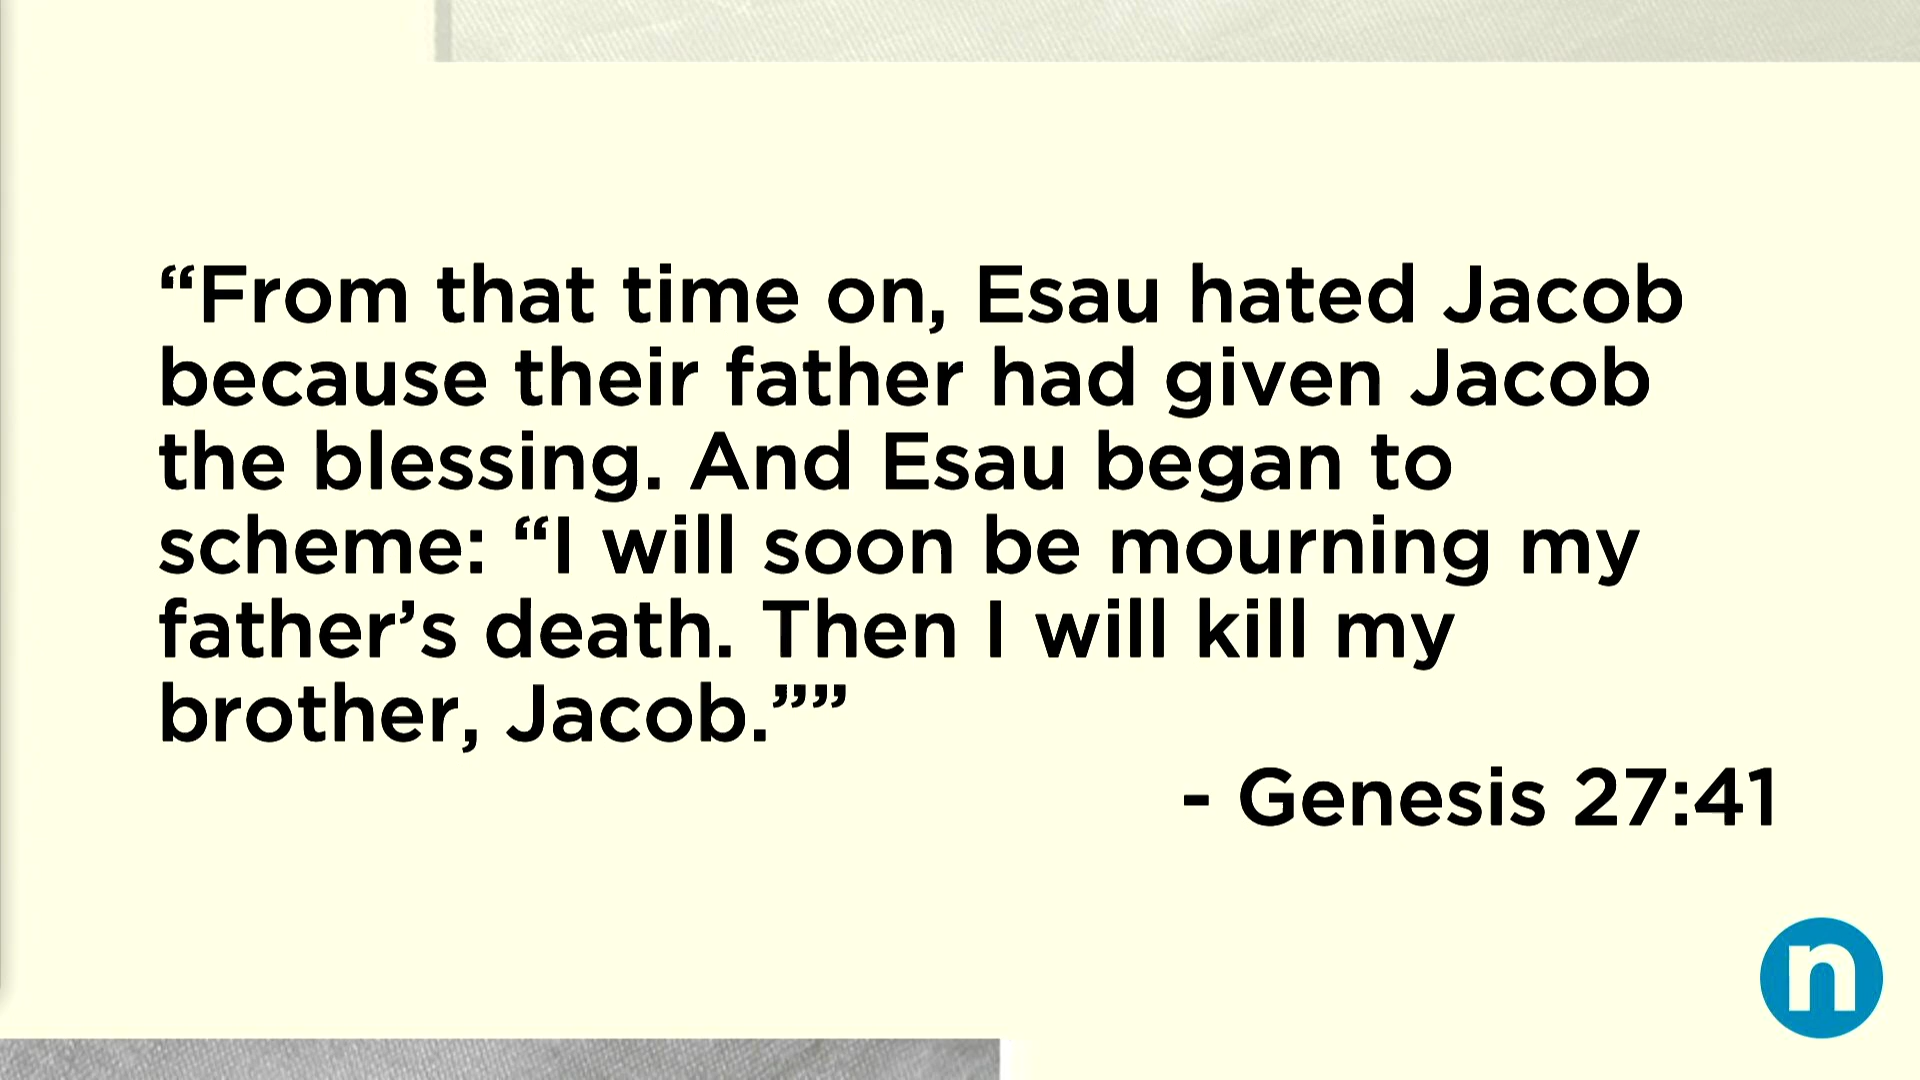 “From that time on, Esau hated Jacob
because their father had given Jacob
the blessing. And Esau began to
scheme: “I will soon be mourning my
father’s death. Then I will kill my
brother, Jacob.””
- Genesis 27:41
n